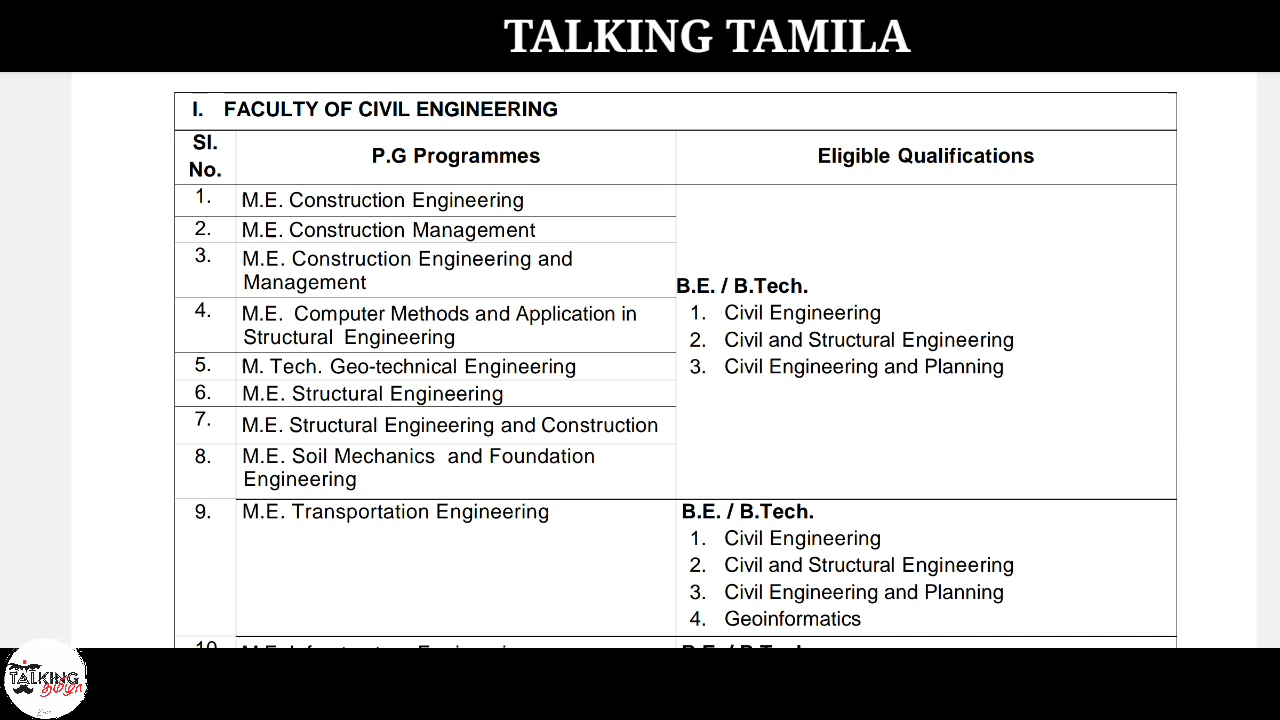 TALKING TAMILA
I. FACULTY OF CIVIL ENGINEERING
Sl.
No.
P.G Programmes
Eligible Qualifications
1. M.E. Construction Engineering
2. M.E. Construction Management
3. M.E. Construction Engineering and
Management
4. M.E. Computer Methods and Application in
Structural Engineering
5. M. Tech. Geo-technical Engineering
6. M.E. Structural Engineering
7. M.E. Structural Engineering and Construction
8. M.E. Soil Mechanics and Foundation
Engineering
B.E. / B.Tech.
1. Civil Engineering
2. Civil and Structural Engineering
3. Civil Engineering and Planning
9. M.E. Transportation Engineering
B.E. / B.Tech.
1. Civil Engineering
2. Civil and Structural Engineering
3. Civil Engineering and Planning
4. Geoinformatics
TALKING
தமிழா